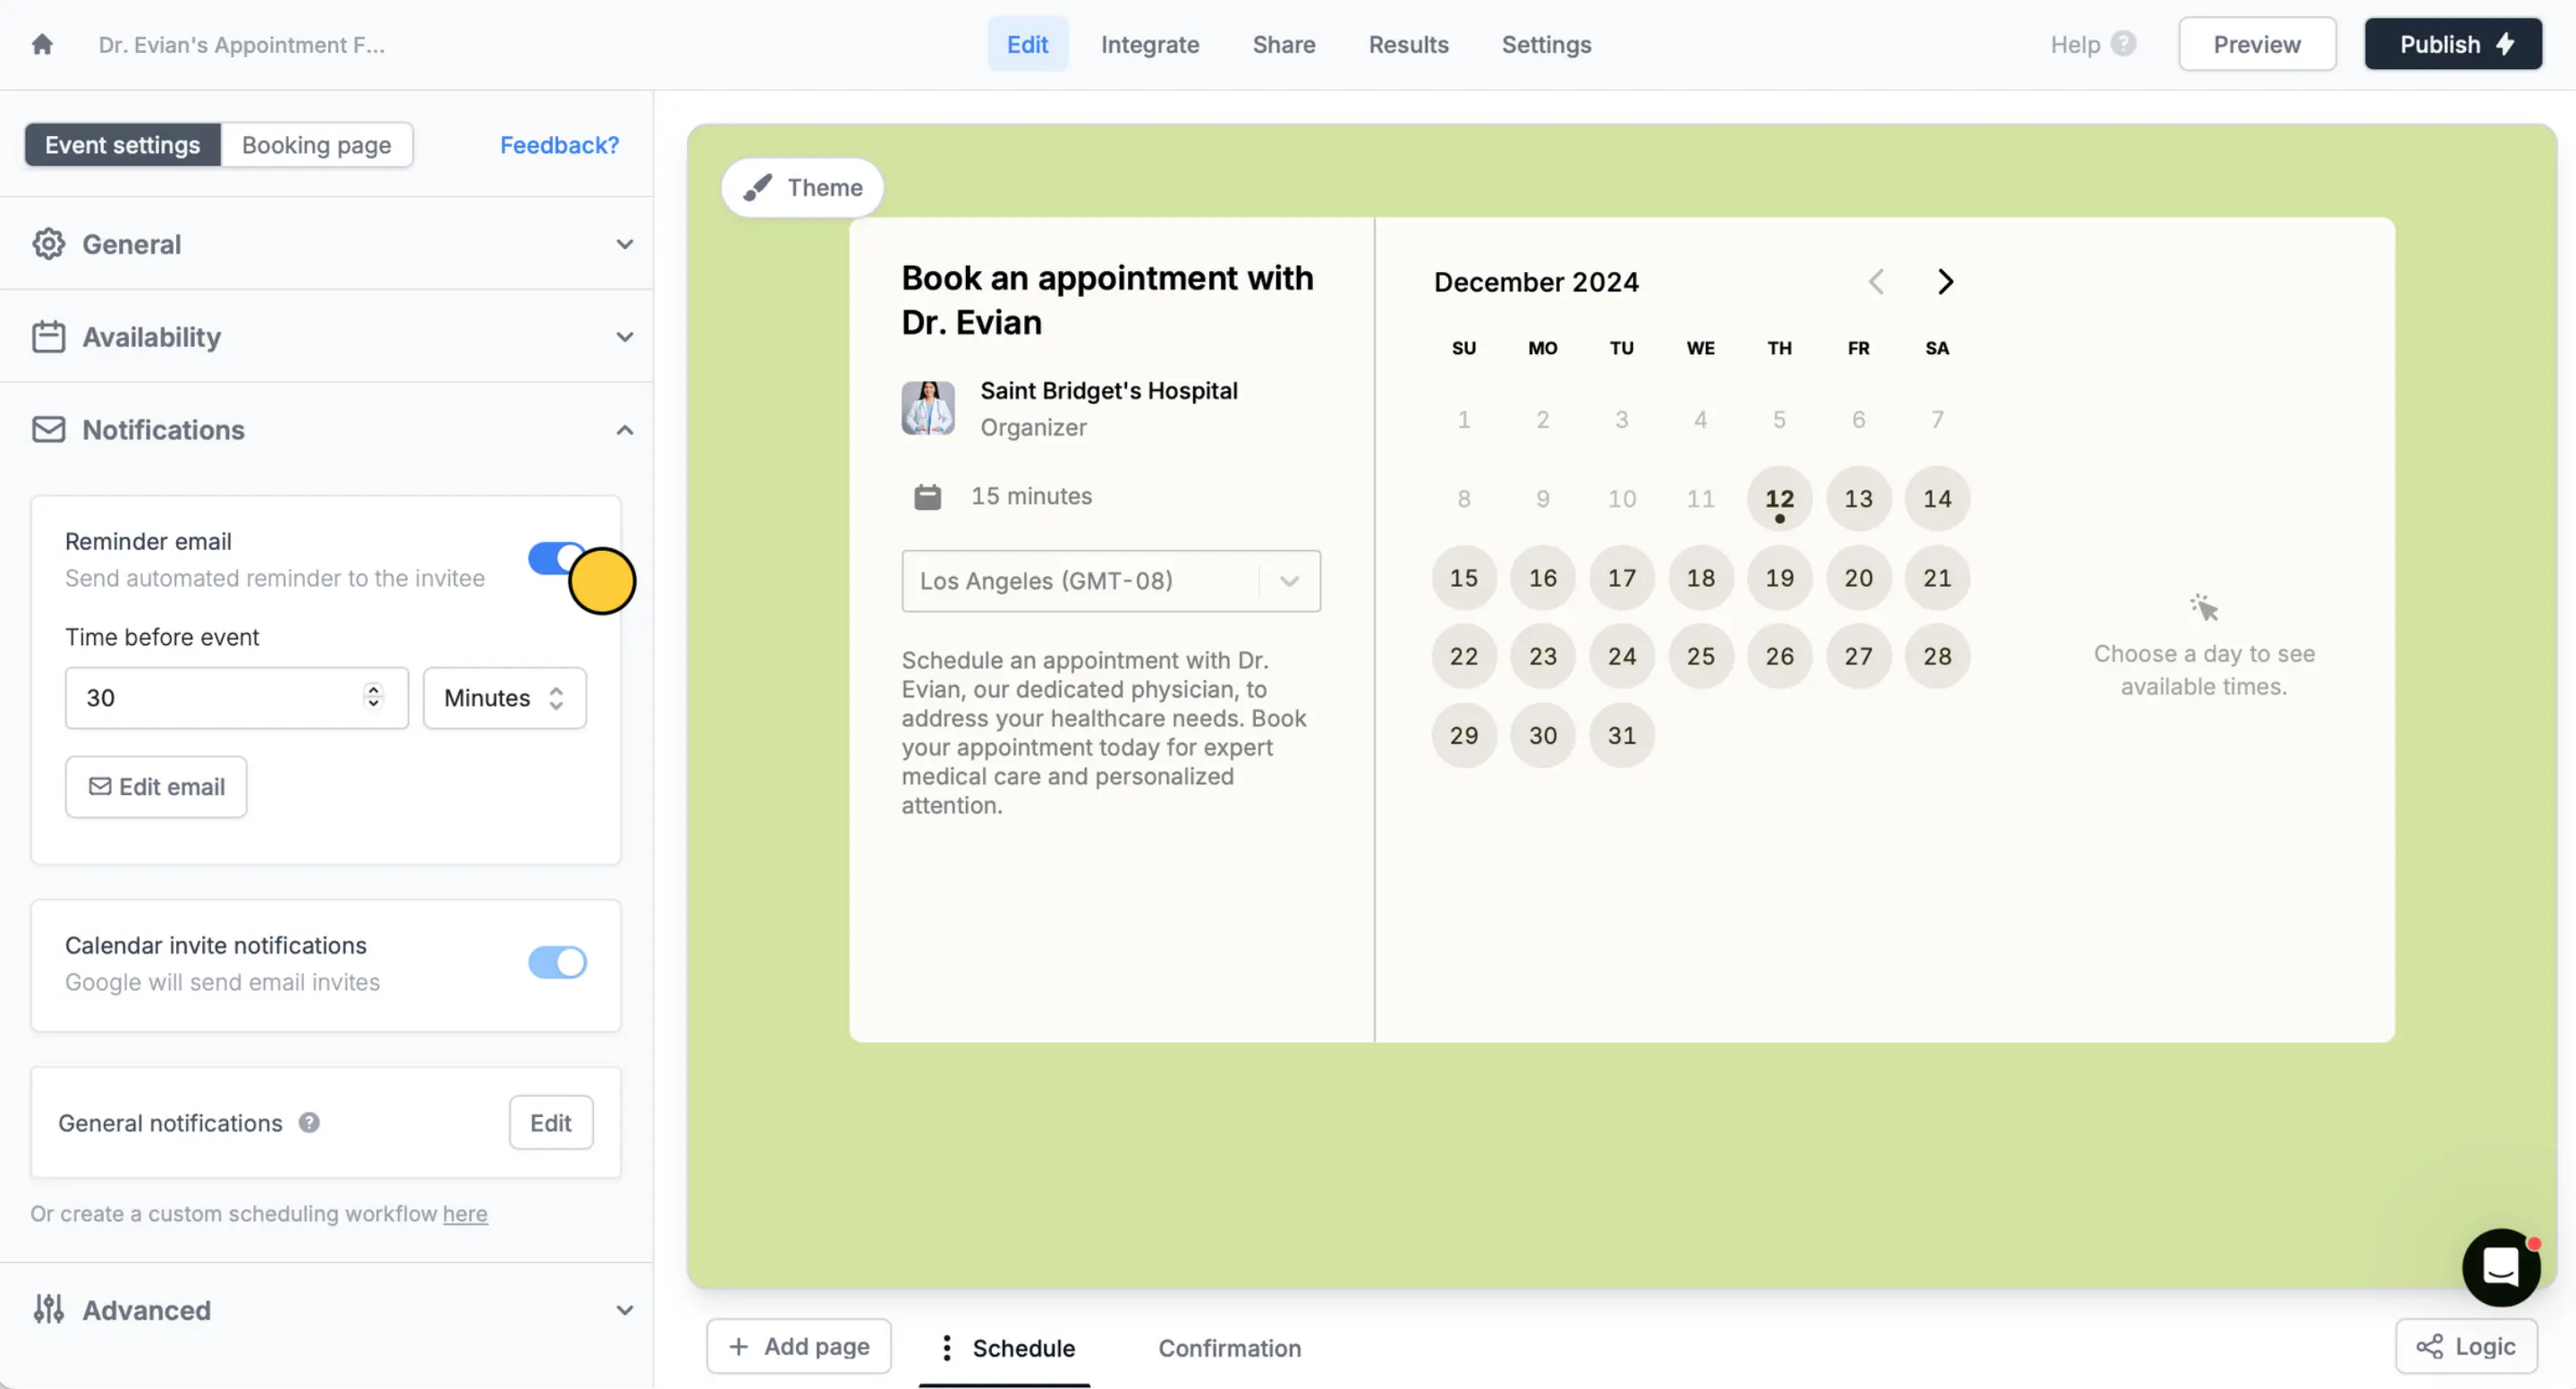 Dr. Evian's Appointment F...
Edit
Integrate
Share
Results
Settings
Help ?
Preview
Publish
Event settings
Booking page
Feedback?
General
Availability
Notifications
Reminder email
Send automated reminder to the invitee
Time before event
30
Minutes
Edit email
Calendar invite notifications
Google will send email invites
General notifications ?
Edit
Or create a custom scheduling workflow here
Advanced
Theme
Book an appointment with
Dr. Evian
Saint Bridget's Hospital
Organizer
15 minutes
Los Angeles (GMT-08)
Schedule an appointment with Dr.
Evian, our dedicated physician, to
address your healthcare needs. Book
your appointment today for expert
medical care and personalized
attention.
December 2024
SU MO TU WE TH FR SA
1 2 3 4 5 6 7
8 9 10 11 12 13 14
15 16 17 18 19 20 21
22 23 24 25 26 27 28
29 30 31
Choose a day to see
available times.
+ Add page
Schedule
Confirmation
Logic